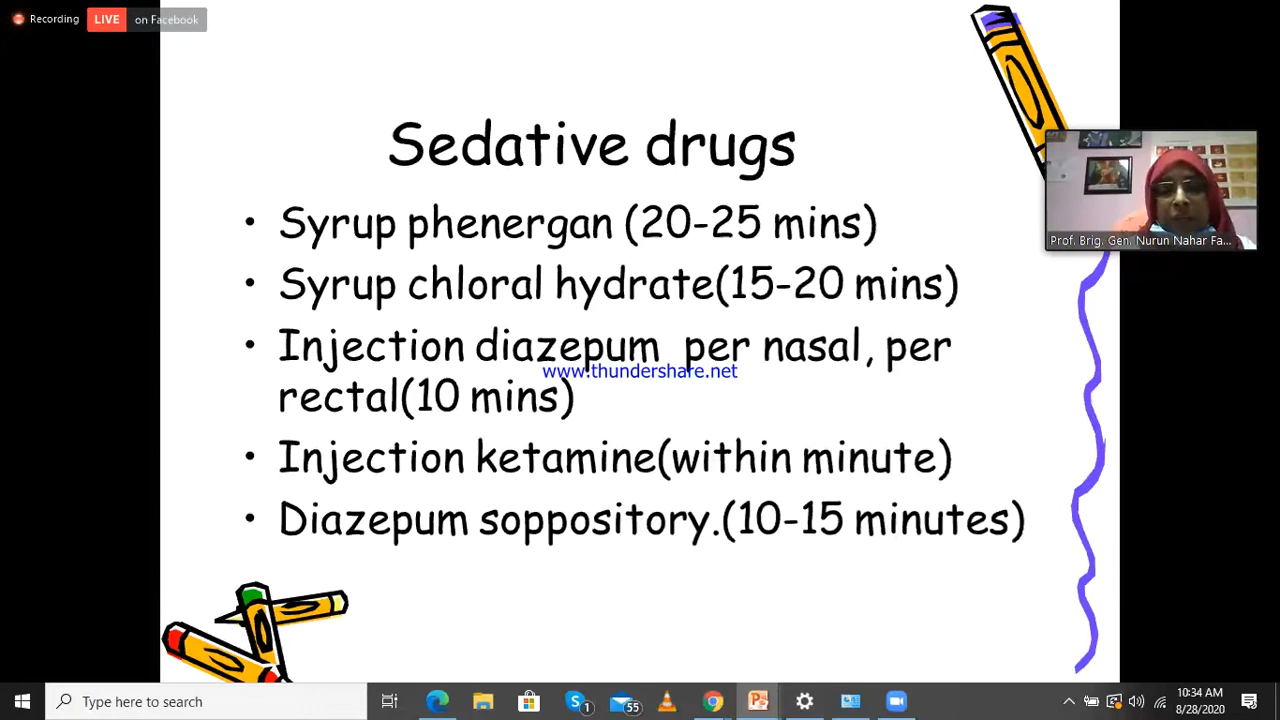 Recording
LIVE on Facebook
Sedative drugs
• Syrup phenergan (20-25 mins)
• Syrup chloral hydrate(15-20 mins)
• Injection diazepum per nasal, per
rectal(10 mins)
www.thundershare.net
• Injection ketamine(within minute)
• Diazepum soppository.(10-15 minutes)
Prof. Brig. Gen. Nurun Nahar Fa...
Type here to search
1
55
10:34 AM
8/28/2020